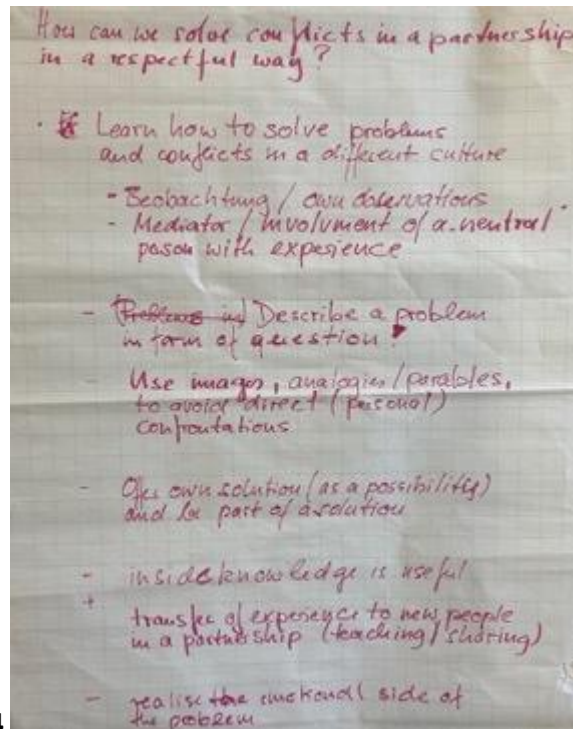 How can we solve conflicts in a partnership
in a respectful way?
Learn how to solve problems
and conflicts in a different culture
- Beobachtung / own observations
- Mediator / involvment of a neutral
person with experience
- Describe a problem
in form of question!
- Use images, analogies / parables,
to avoid direct (personal)
confrontations
- Offer own solution (as a possibility)
and be part of a solution
- inside knowledge is useful
+ transfer of experience to new people
in a partnership (teaching / sharing)
- realise the emotional side of
the problem